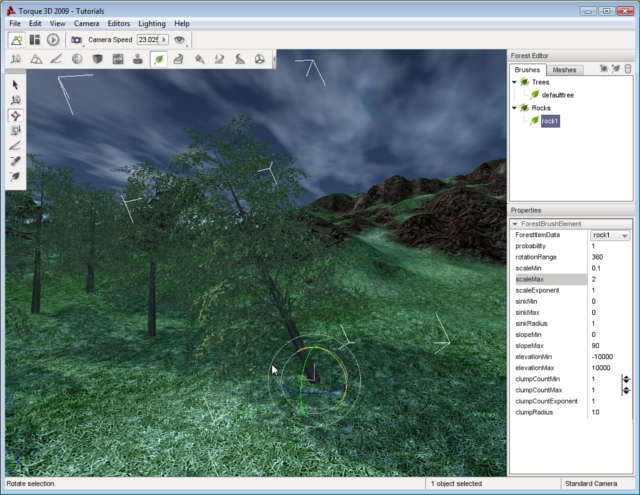 Torque 3D 2009 - Tutorials
File Edit View Camera Editors Lighting Help
Camera Speed 23.025
Forest Editor
Brushes Meshes
Trees
defaulttree
Rocks
rock1
Properties
ForestBrushElement
ForestItemData rock1
probability 1
rotationRange 360
scaleMin 0.1
scaleMax 2
scaleExponent 1
sinkMin 0
sinkMax 0
sinkRadius 1
slopeMin 0
slopeMax 90
elevationMin -10000
elevationMax 10000
clumpCountMin 1
clumpCountMax 1
clumpCountExponent 1
clumpRadius 10
Rotate selection. 1 object selected Standard Camera